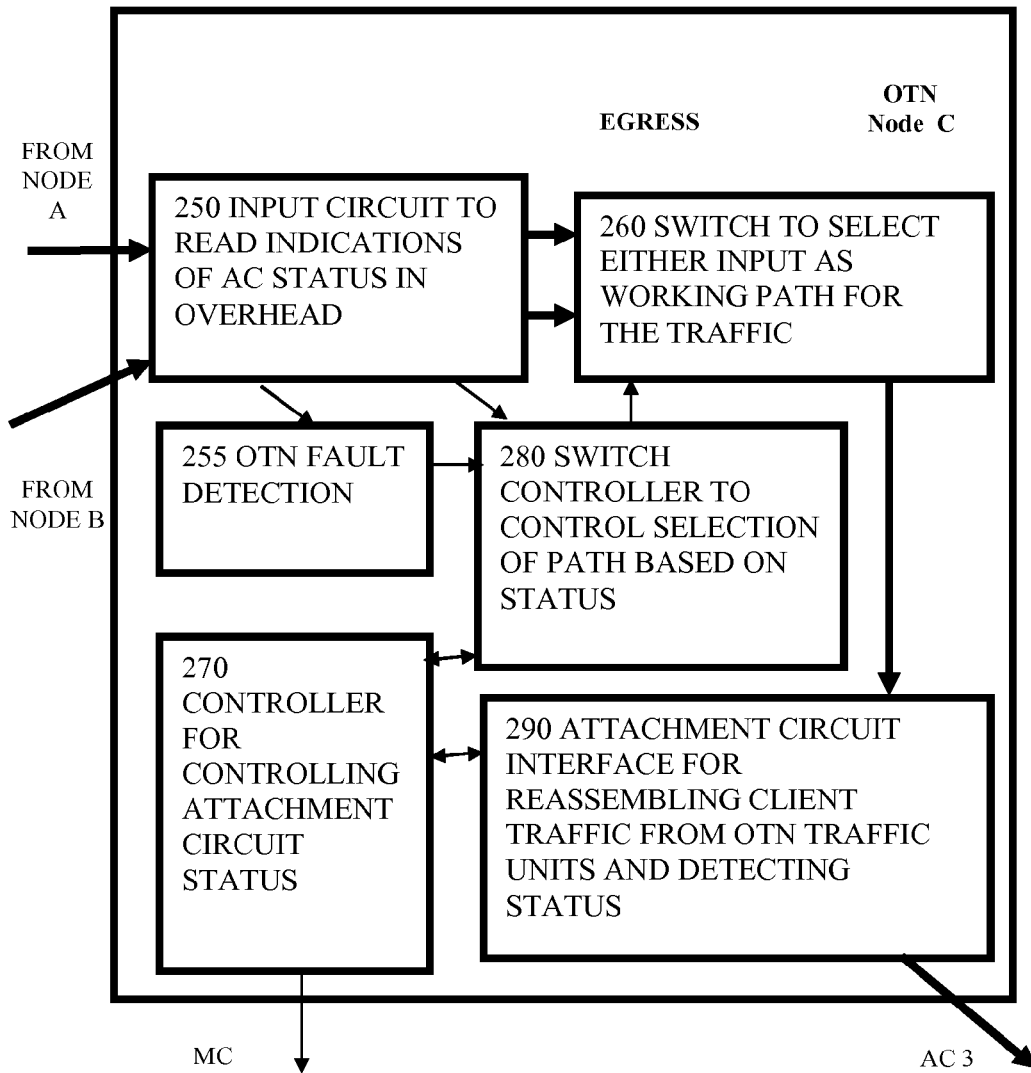 EGRESS
OTN
Node C
FROM
NODE
A
250 INPUT CIRCUIT TO
READ INDICATIONS
OF AC STATUS IN
OVERHEAD
260 SWITCH TO SELECT
EITHER INPUT AS
WORKING PATH FOR
THE TRAFFIC
FROM
NODE B
255 OTN FAULT
DETECTION
280 SWITCH
CONTROLLER TO
CONTROL SELECTION
OF PATH BASED ON
STATUS
270
CONTROLLER
FOR
CONTROLLING
ATTACHMENT
CIRCUIT
STATUS
290 ATTACHMENT CIRCUIT
INTERFACE FOR
REASSEMBLING CLIENT
TRAFFIC FROM OTN TRAFFIC
UNITS AND DETECTING
STATUS
MC
AC 3